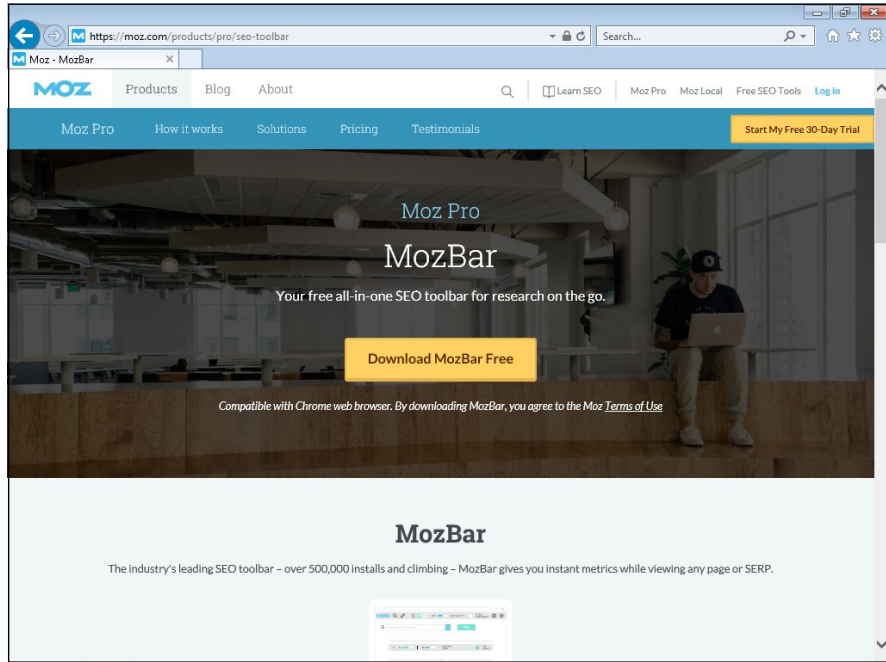 https://moz.com/products/pro/seo-toolbar
Search...
Moz - MozBar
MOZ Products Blog About Learn SEO Moz Pro Moz Local Free SEO Tools Log in
Moz Pro How it works Solutions Pricing Testimonials Start My Free 30-Day Trial
Moz Pro
MozBar
Your free all-in-one SEO toolbar for research on the go.
Download MozBar Free
Compatible with Chrome web browser. By downloading MozBar, you agree to the Moz Terms of Use
MozBar
The industry's leading SEO toolbar – over 500,000 installs and climbing – MozBar gives you instant metrics while viewing any page or SERP.
MOZ